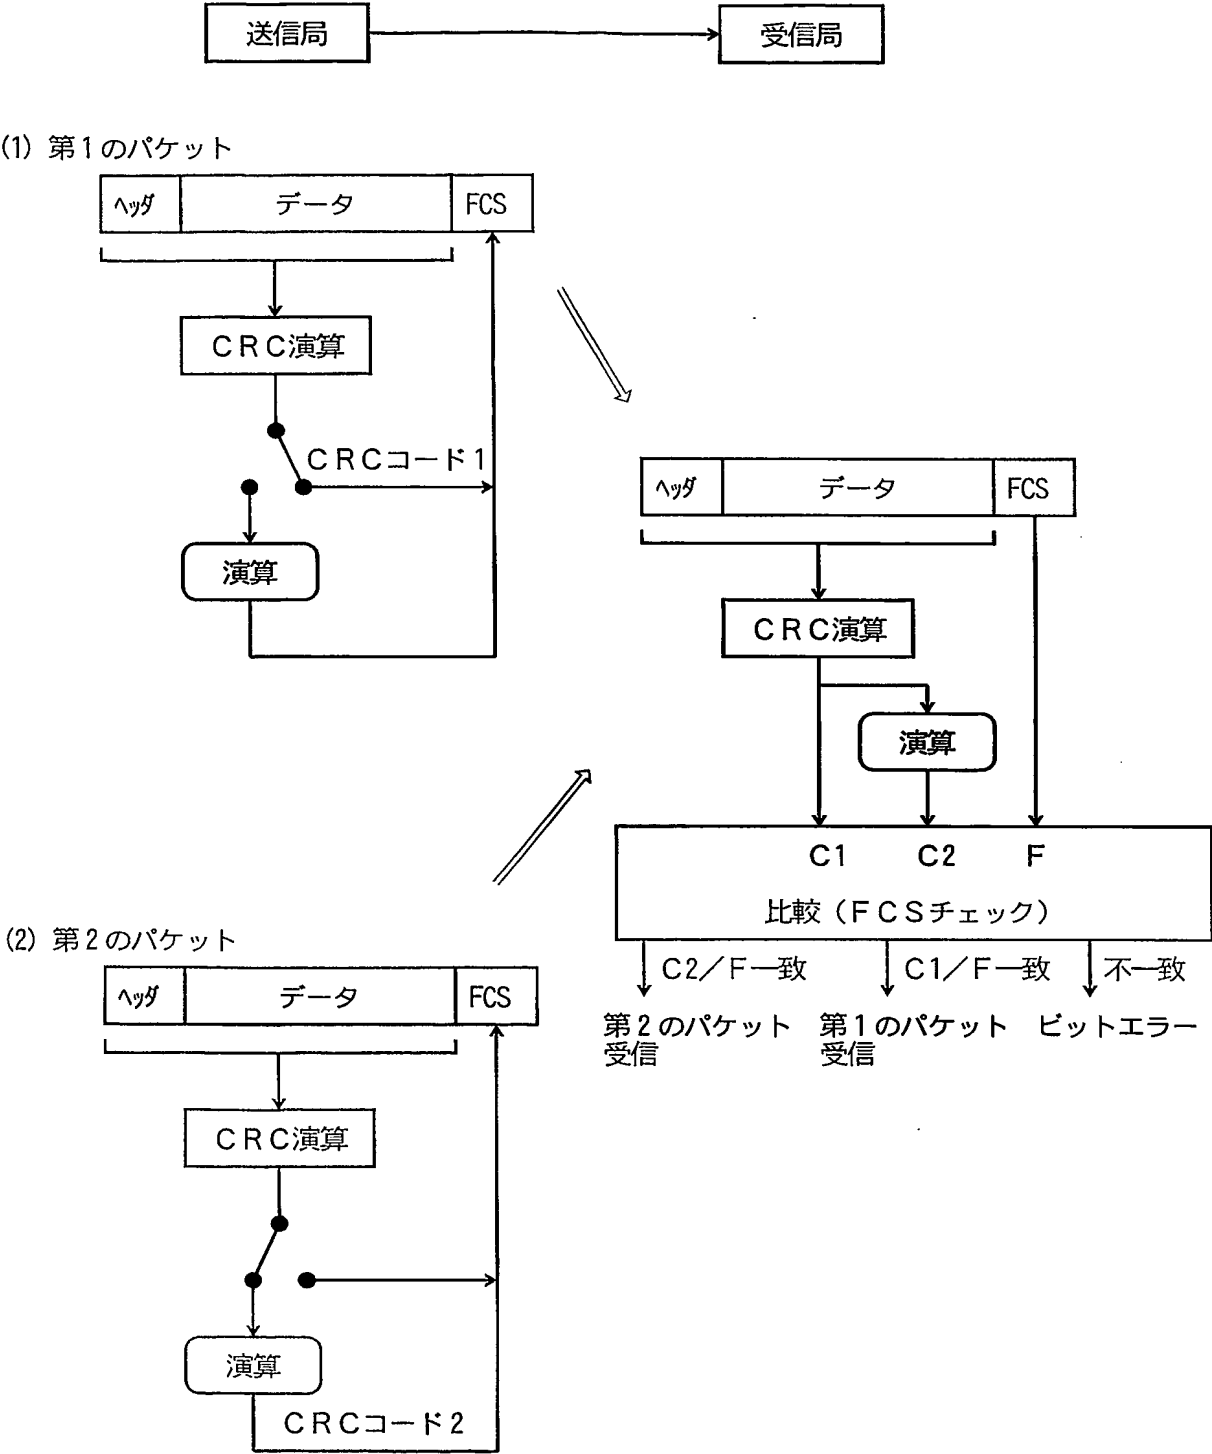 送信局
受信局
(1) 第1のパケット
ヘッダ データ FCS
CRC演算
CRCコード1
演算
ヘッダ データ FCS
CRC演算
演算
C1 C2 F
比較(FCSチェック)
C2/F一致 C1/F一致 不一致
第2のパケット 第1のパケット ビットエラー
受信 受信
(2) 第2のパケット
ヘッダ データ FCS
CRC演算
演算
CRCコード2